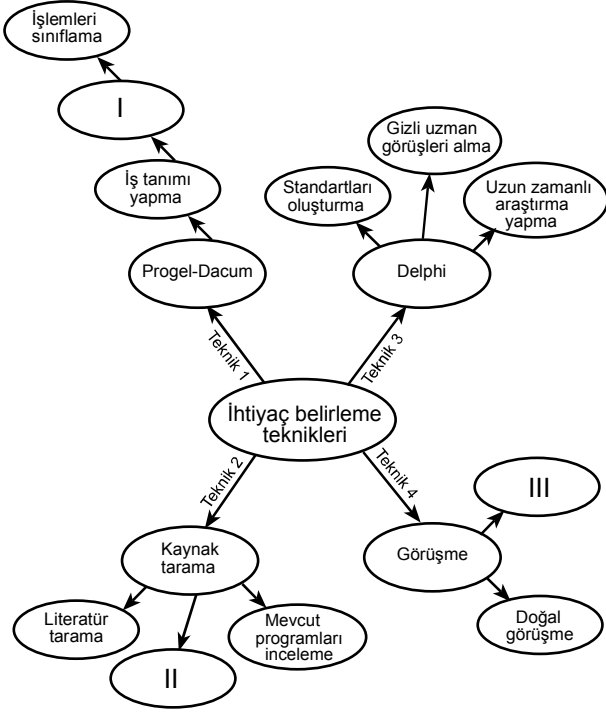 İşlemleri
sınıflama
I
İş tanımı
yapma
Progel-Dacum
Teknik 1
Gizli uzman
görüşleri alma
Standartları
oluşturma
Uzun zamanlı
araştırma
yapma
Delphi
Teknik 3
İhtiyaç belirleme
teknikleri
Teknik 2
Kaynak
tarama
Literatür
tarama
II
Mevcut
programları
inceleme
Teknik 4
Görüşme
III
Doğal
görüşme